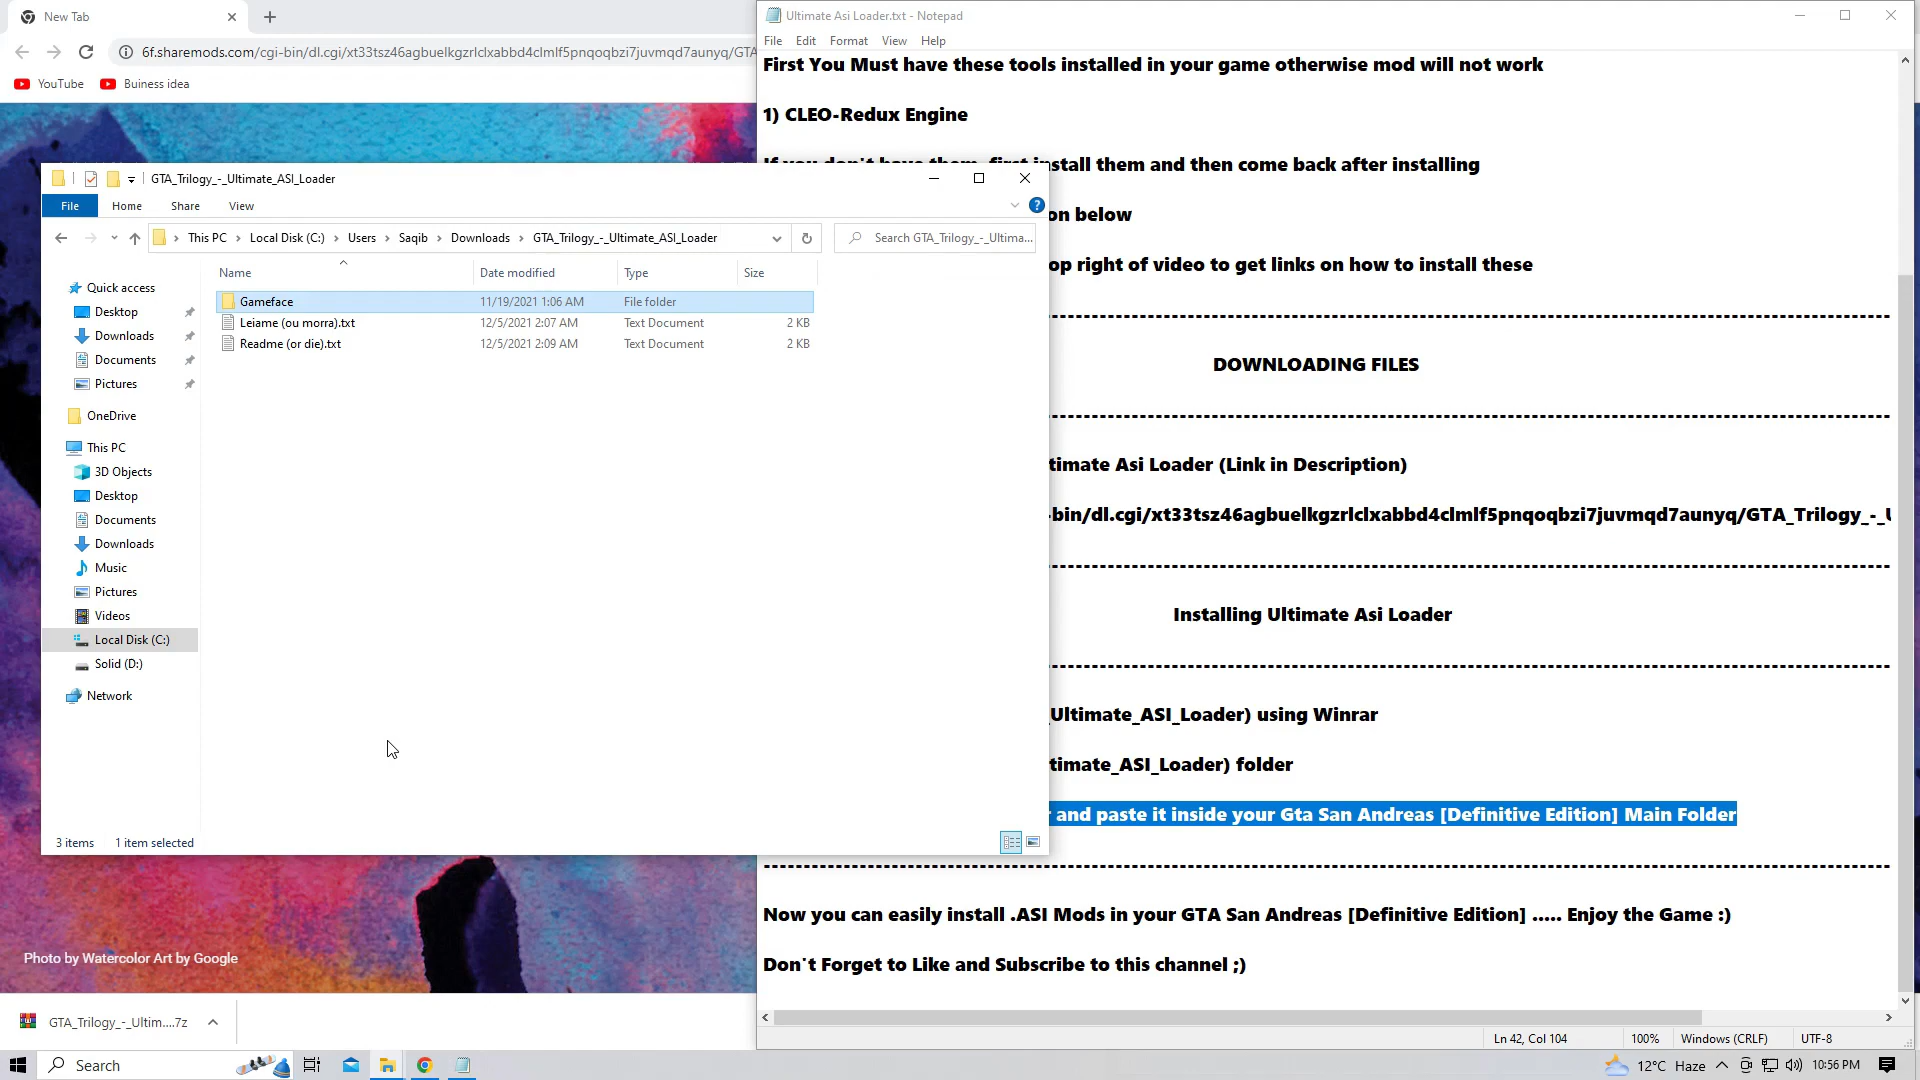 New Tab
6f.sharemods.com/cgi-bin/dl.cgi/xt33tsz46agbuelkgzrlclxabbd4clmlf5pnqoqbzi7juvmqd7aunyq/GTA
YouTube
Buiness idea
Ultimate Asi Loader.txt - Notepad
File Edit Format View Help
First You Must have these tools installed in your game otherwise mod will not work
1) CLEO-Redux Engine
If you don't have them, first install them and then come back after installing
on below
op right of video to get links on how to install these
DOWNLOADING FILES
timate Asi Loader (Link in Description)
-bin/dl.cgi/xt33tsz46agbuelkgzrlclxabbd4clmlf5pnqoqbzi7juvmqd7aunyq/GTA_Trilogy_-_U
Installing Ultimate Asi Loader
_Ultimate_ASI_Loader) using Winrar
timate_ASI_Loader) folder
and paste it inside your Gta San Andreas [Definitive Edition] Main Folder
Now you can easily install .ASI Mods in your GTA San Andreas [Definitive Edition] ..... Enjoy the Game :)
Don't Forget to Like and Subscribe to this channel ;)
Ln 42, Col 104 100% Windows (CRLF) UTF-8
GTA_Trilogy_-_Ultimate_ASI_Loader
File Home Share View
This PC Local Disk (C:) Users Saqib Downloads GTA_Trilogy_-_Ultimate_ASI_Loader
Search GTA_Trilogy_-_Ultima...
Name Date modified Type Size
Gameface 11/19/2021 1:06 AM File folder
Leiame (ou morra).txt 12/5/2021 2:07 AM Text Document 2 KB
Readme (or die).txt 12/5/2021 2:09 AM Text Document 2 KB
Quick access
Desktop
Downloads
Documents
Pictures
OneDrive
This PC
3D Objects
Desktop
Documents
Downloads
Music
Pictures
Videos
Local Disk (C:)
Solid (D:)
Network
3 items 1 item selected
Photo by Watercolor Art by Google
GTA_Trilogy_-_Ultim....7z
Search
12°C Haze
10:56 PM